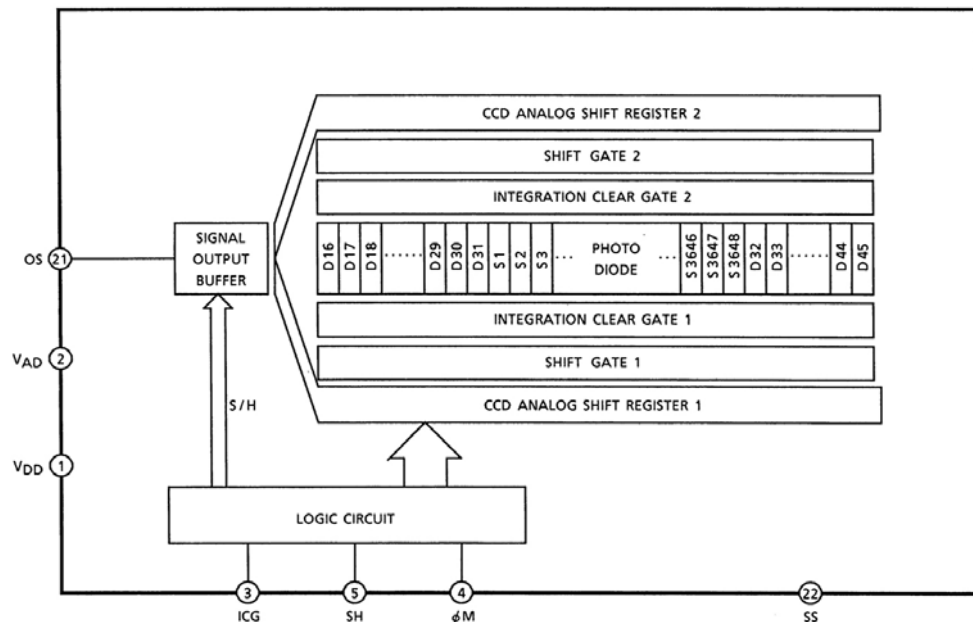 CCD ANALOG SHIFT REGISTER 2
SHIFT GATE 2
INTEGRATION CLEAR GATE 2
OS 21
SIGNAL
OUTPUT
BUFFER
D16 D17 D18 ······ D29 D30 D31 S1 S2 S3 ··· PHOTO DIODE ··· S3646 S3647 S3648 D32 D33 ······ D44 D45
INTEGRATION CLEAR GATE 1
VAD 2
SHIFT GATE 1
S/H
CCD ANALOG SHIFT REGISTER 1
VDD 1
LOGIC CIRCUIT
3 5 4 22
ICG SH ϕM SS